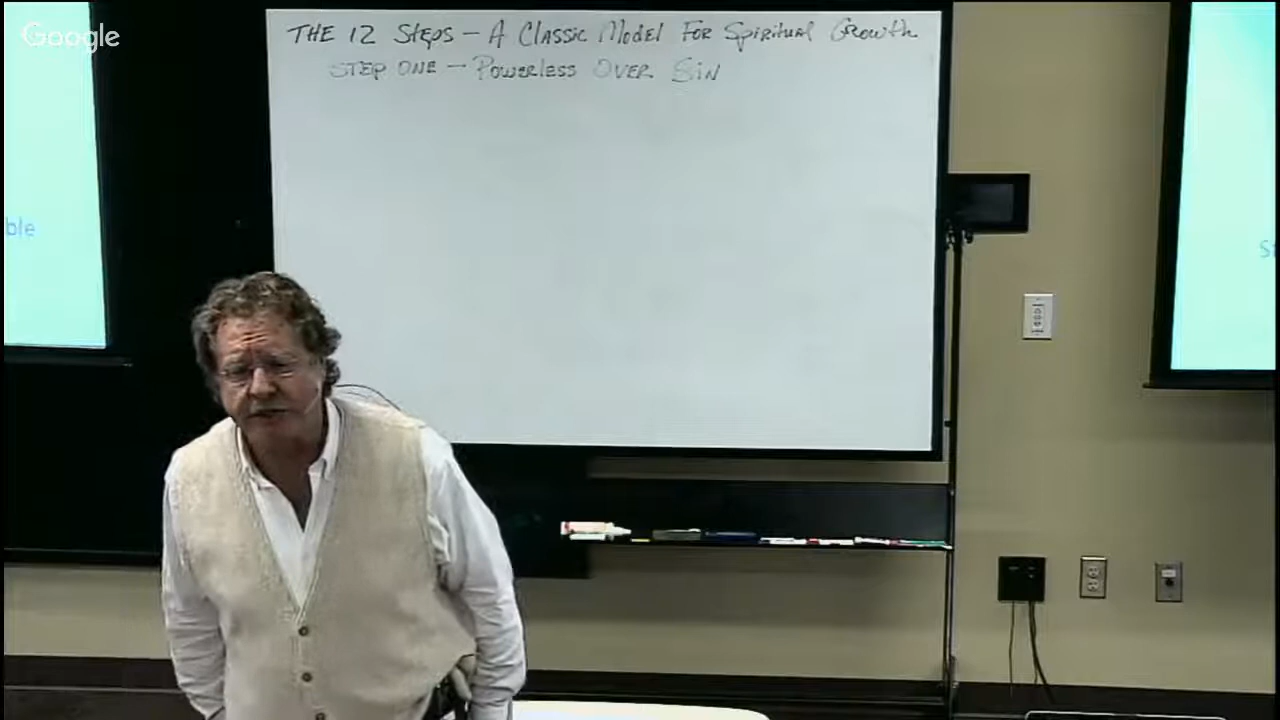 Google
THE 12 STEPS – A CLASSIC MODEL FOR SPIRITUAL GROWTH
STEP ONE – POWERLESS OVER SIN
ble